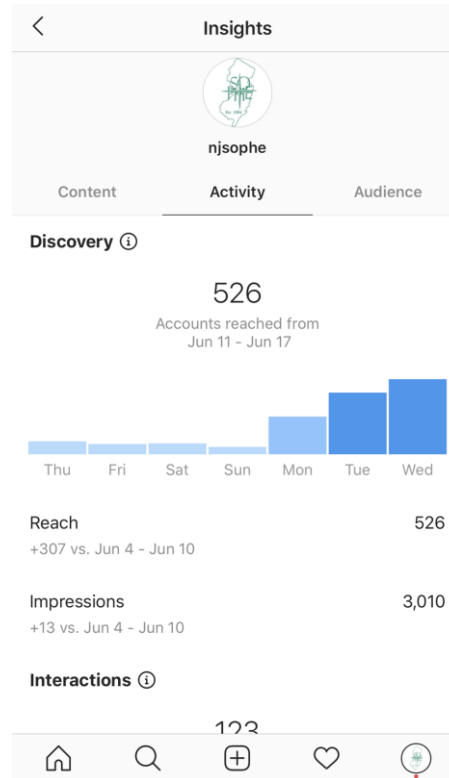 Insights
njsophe
Content Activity Audience
Discovery
526
Accounts reached from
Jun 11 - Jun 17
Thu Fri Sat Sun Mon Tue Wed
Reach 526
+307 vs. Jun 4 - Jun 10
Impressions 3,010
+13 vs. Jun 4 - Jun 10
Interactions
123